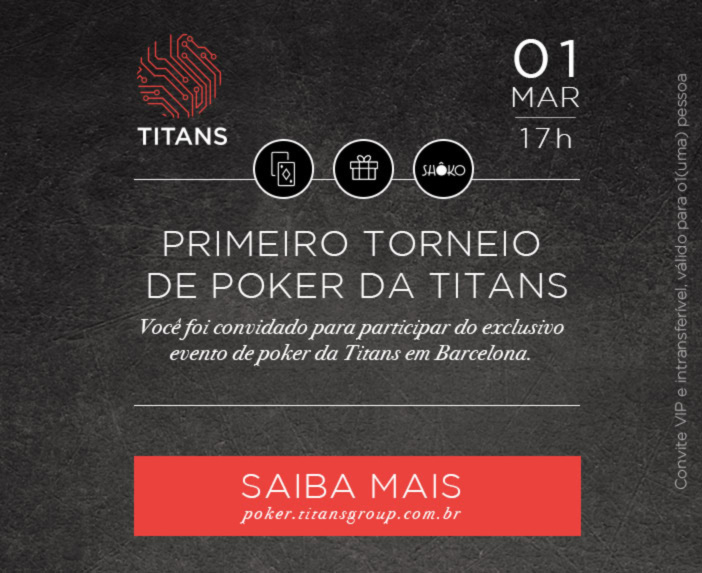 TITANS
01
MAR
17h
SHÔKO
PRIMEIRO TORNEIO
DE POKER DA TITANS
Você foi convidado para participar do exclusivo
evento de poker da Titans em Barcelona.
SAIBA MAIS
poker.titansgroup.com.br
Convite VIP e intransferível, válido para 01(uma) pessoa